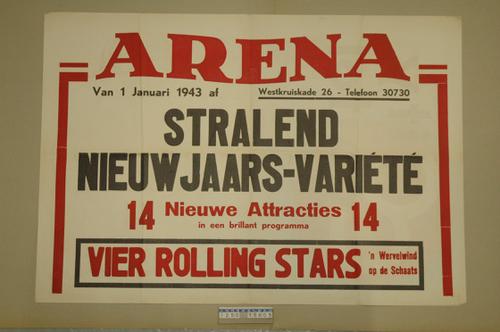 ARENA
Van 1 Januari 1943 af
Westkruiskade 26 - Telefoon 30730
STRALEND
NIEUWJAARS-VARIÉTÉ
14 Nieuwe Attracties 14
in een brillant programma
VIER ROLLING STARS
'n Wervelwind
op de Schaats